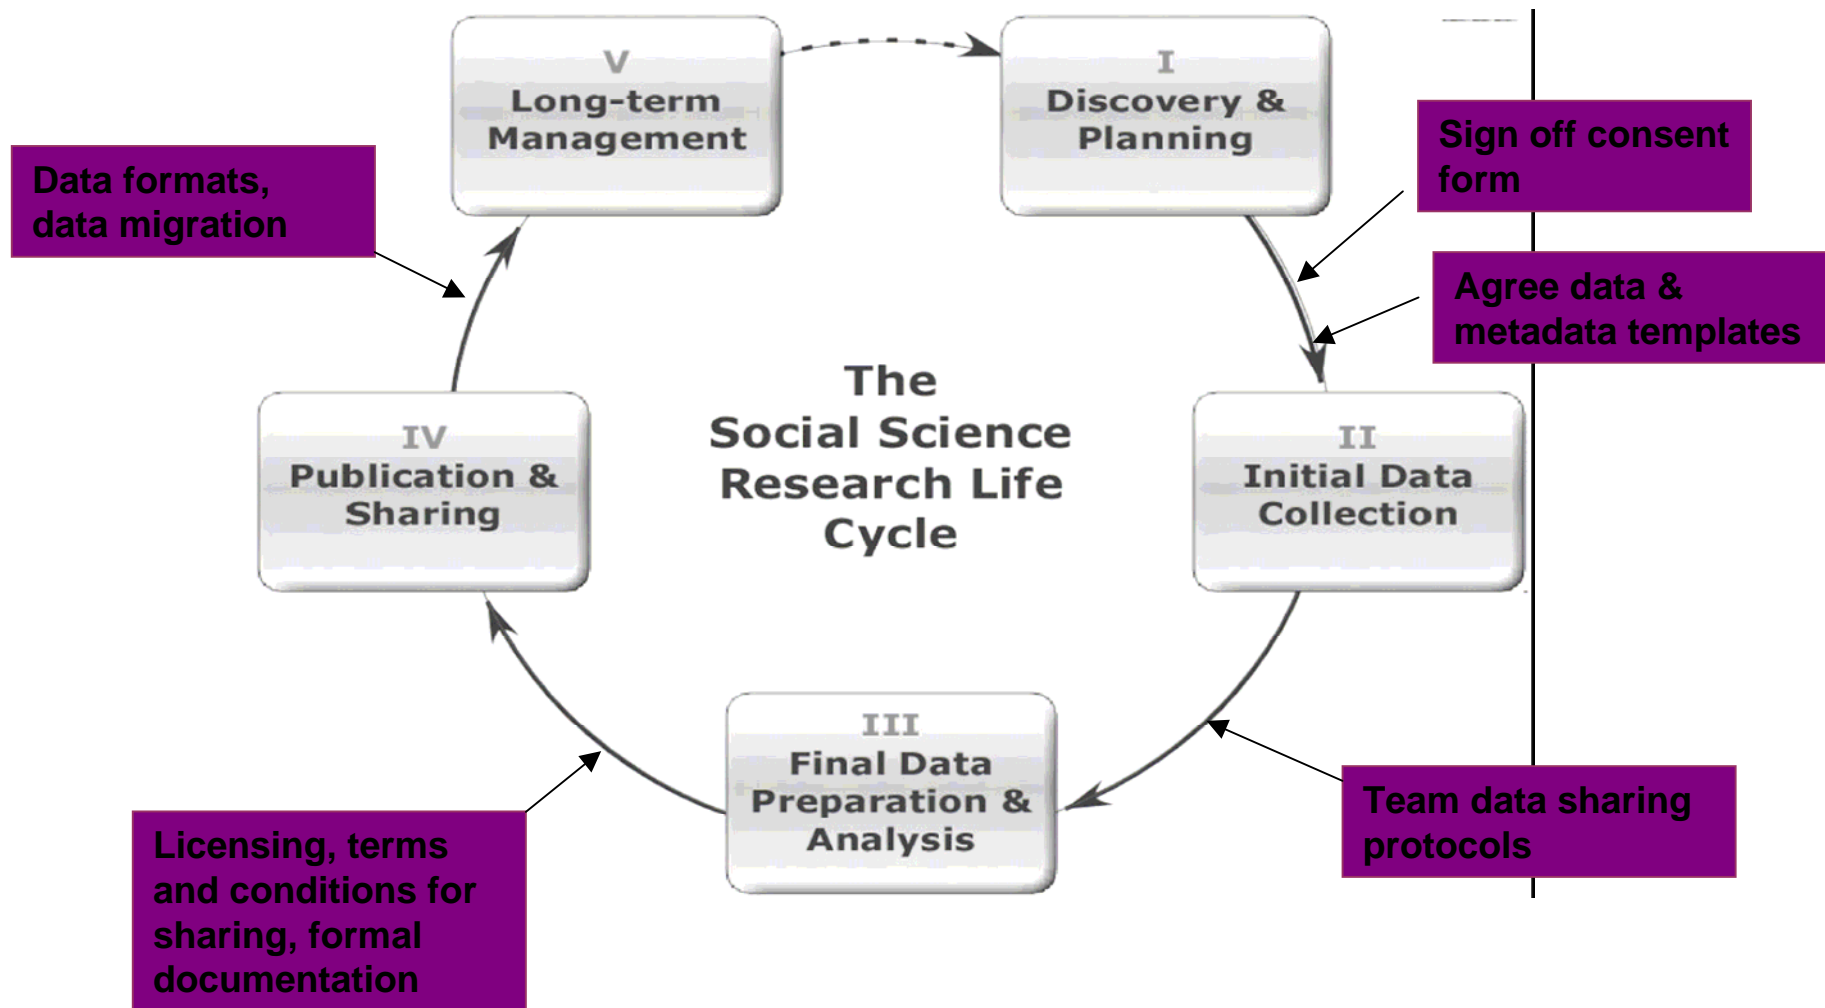 V
Long-term
Management
I
Discovery &
Planning
Sign off consent
form
Data formats,
data migration
Agree data &
metadata templates
The
Social Science
Research Life
Cycle
IV
Publication &
Sharing
II
Initial Data
Collection
III
Final Data
Preparation &
Analysis
Team data sharing
protocols
Licensing, terms
and conditions for
sharing, formal
documentation